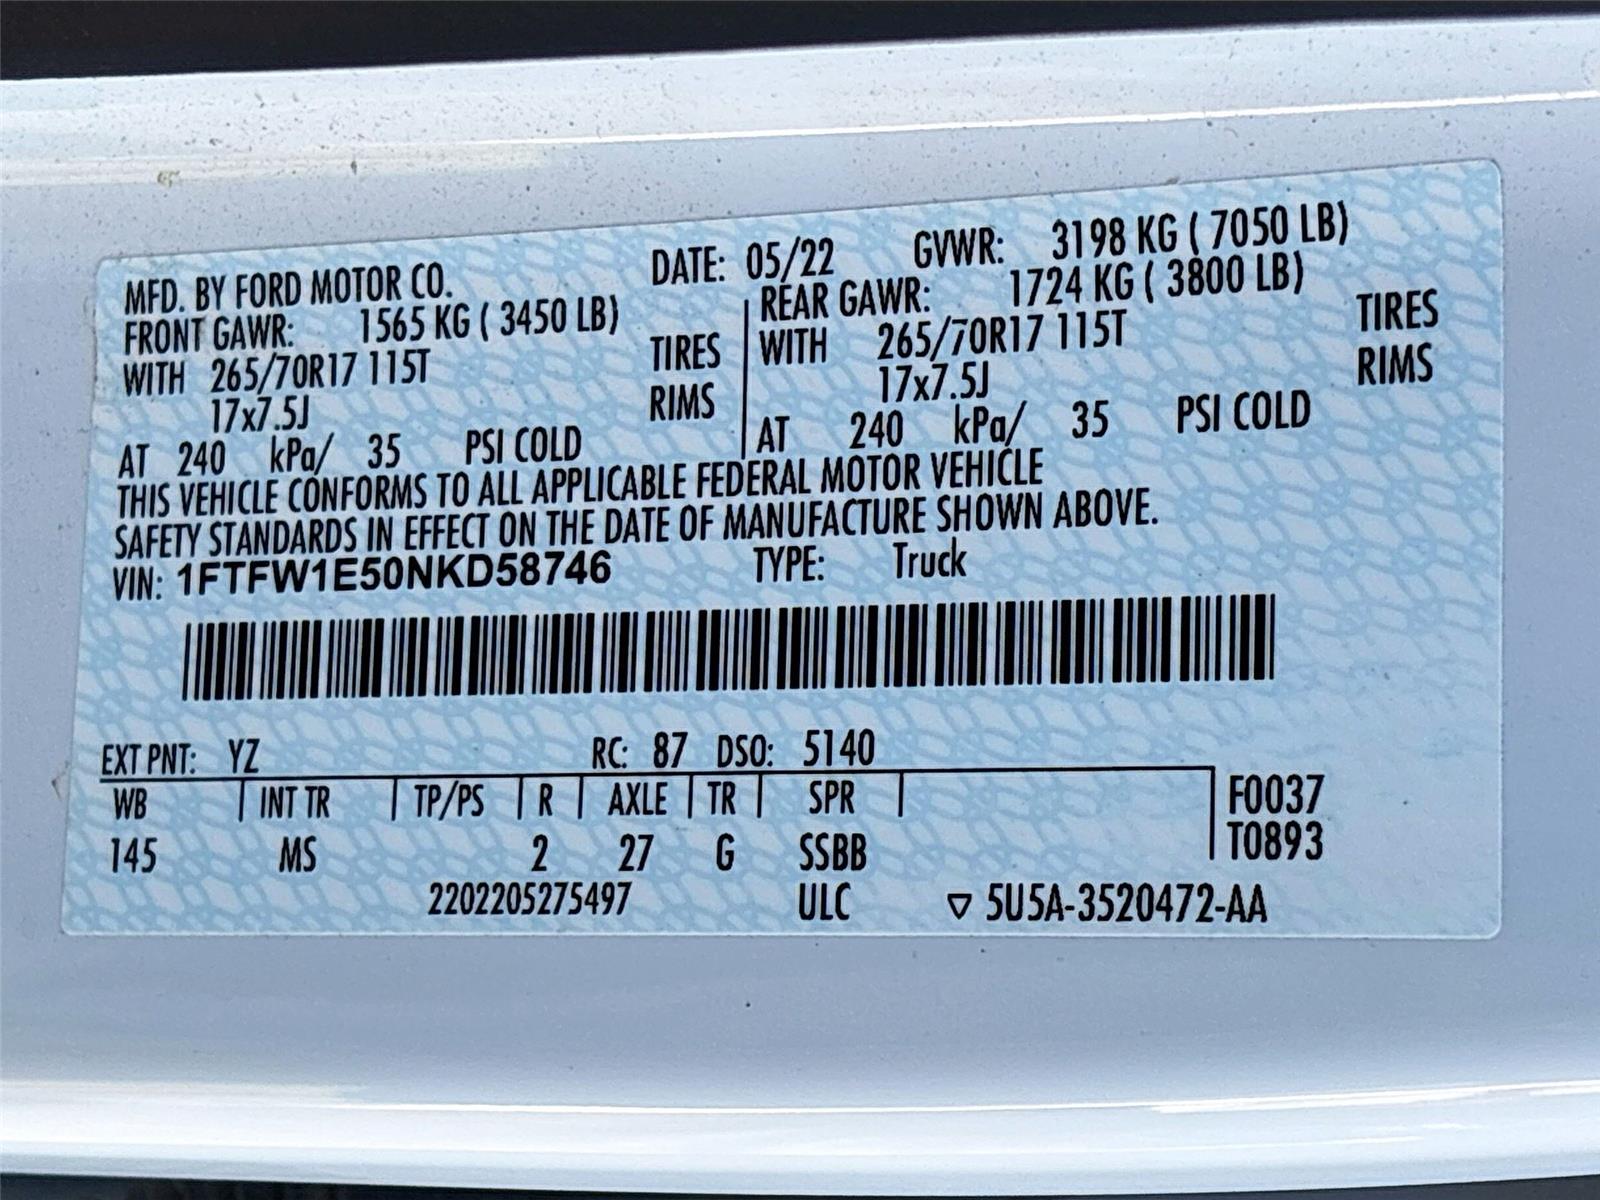 MFD. BY FORD MOTOR CO. DATE: 05/22 GVWR: 3198 KG ( 7050 LB)
FRONT GAWR: 1565 KG ( 3450 LB) REAR GAWR: 1724 KG ( 3800 LB)
WITH 265/70R17 115T TIRES WITH 265/70R17 115T TIRES
17x7.5J RIMS 17x7.5J RIMS
AT 240 kPa/ 35 PSI COLD AT 240 kPa/ 35 PSI COLD
THIS VEHICLE CONFORMS TO ALL APPLICABLE FEDERAL MOTOR VEHICLE
SAFETY STANDARDS IN EFFECT ON THE DATE OF MANUFACTURE SHOWN ABOVE.
VIN: 1FTFW1E50NKD58746 TYPE: Truck
EXT PNT: YZ RC: 87 DSO: 5140
WB INT TR TP/PS R AXLE TR SPR F0037
145 MS 2 27 G SSBB T0893
2202205275497 ULC ▽ 5U5A-3520472-AA